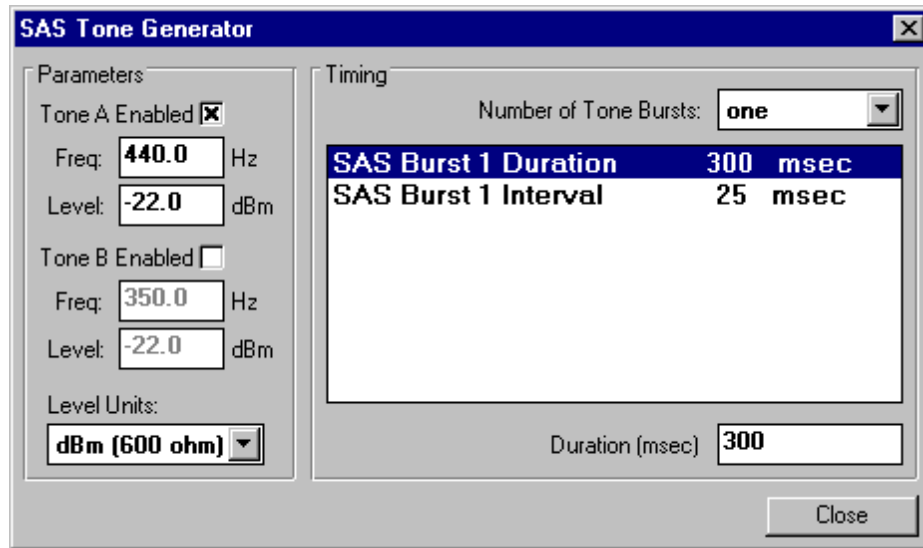 SAS Tone Generator
Parameters
Tone A Enabled
Freq: 440.0 Hz
Level: -22.0 dBm
Tone B Enabled
Freq: 350.0 Hz
Level: -22.0 dBm
Level Units:
dBm (600 ohm)
Timing
Number of Tone Bursts: one
SAS Burst 1 Duration 300 msec
SAS Burst 1 Interval 25 msec
Duration (msec) 300
Close